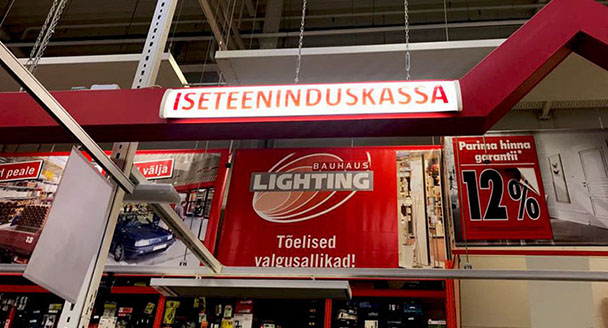 ISETEENINDUSKASSA
peale
välja
BAUHAUS
LIGHTING
Tõelised
valgusallikad!
Parima hinna
garantii
12%